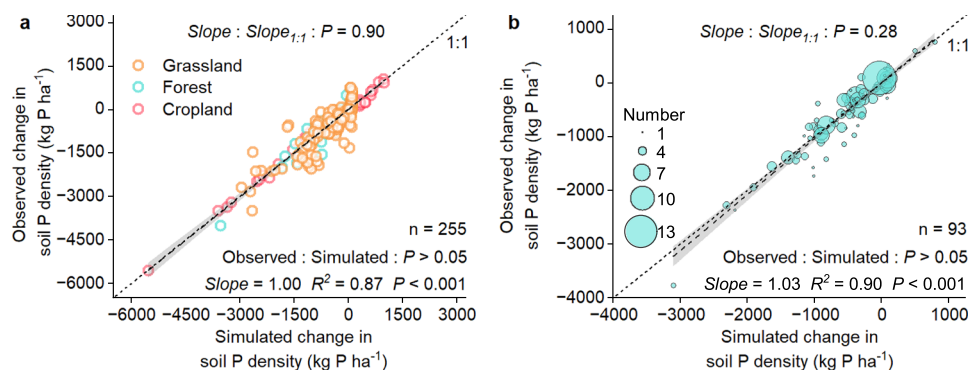 a
Slope : Slope1:1 : P = 0.90
1:1
Grassland
Forest
Cropland
n = 255
Observed : Simulated : P > 0.05
Slope = 1.00 R² = 0.87 P < 0.001
Observed change in
soil P density (kg P ha⁻¹)
1500
0
−1500
−3000
−4500
−6000
−6000 −4500 −3000 −1500 0 1500 3000
Simulated change in
soil P density (kg P ha⁻¹)
b
Slope : Slope1:1 : P = 0.28
1:1
Number
1
4
7
10
13
n = 93
Observed : Simulated : P > 0.05
Slope = 1.03 R² = 0.90 P < 0.001
Observed change in
soil P density (kg P ha⁻¹)
1000
0
−1000
−2000
−3000
−4000
−4000 −3000 −2000 −1000 0 1000
Simulated change in
soil P density (kg P ha⁻¹)